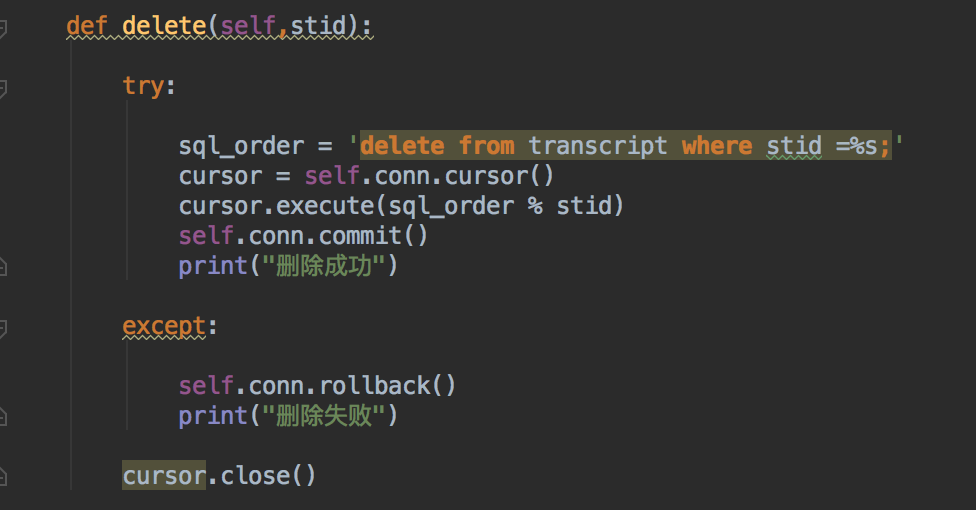 def delete(self,stid):
try:
sql_order = 'delete from transcript where stid =%s;'
cursor = self.conn.cursor()
cursor.execute(sql_order % stid)
self.conn.commit()
print("删除成功")
except:
self.conn.rollback()
print("删除失败")
cursor.close()